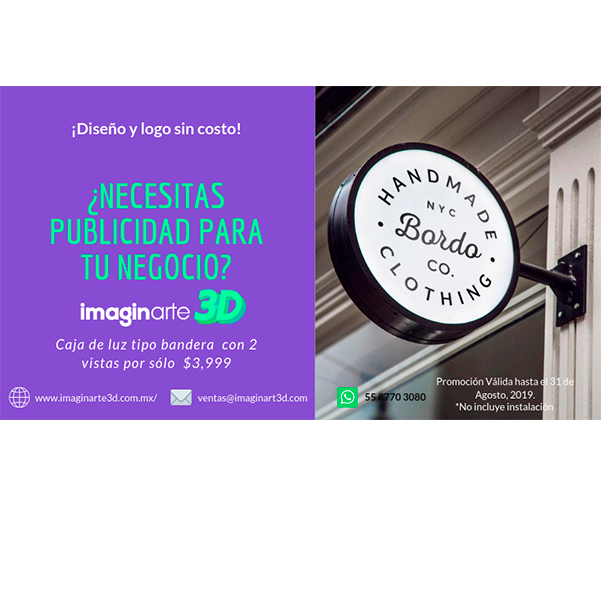 ¡Diseño y logo sin costo!
¿NECESITAS
PUBLICIDAD PARA
TU NEGOCIO?
imaginarte 3D
Caja de luz tipo bandera con 2
vistas por sólo $3,999
www.imaginarte3d.com.mx/
ventas@imaginart3d.com
HANDMADE
NYC
Bordo
CO.
CLOTHING
55 8770 3080
Promoción Válida hasta el 31 de
Agosto, 2019.
*No incluye instalación